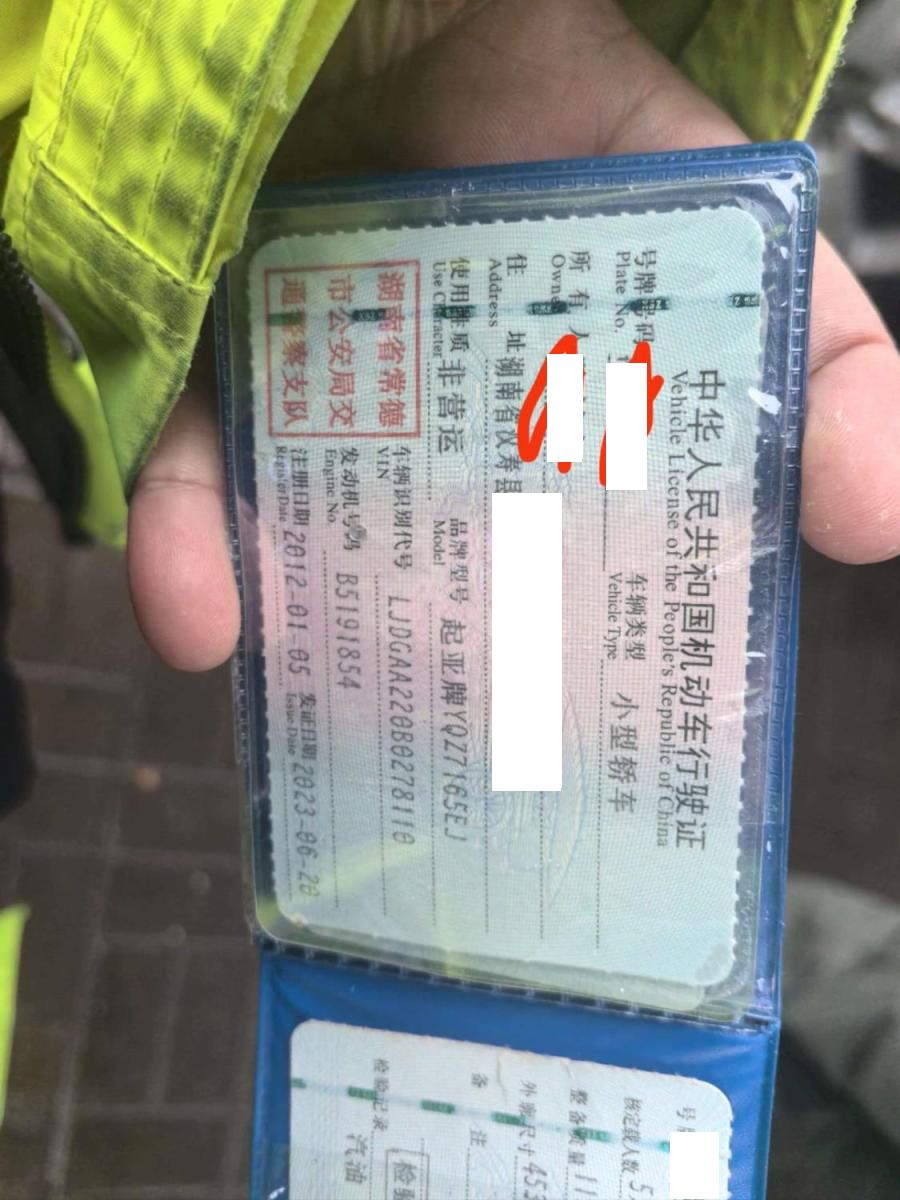 中华人民共和国机动车行驶证
Vehicle License of the People's Republic of China
号牌号码
Plate No.
车辆类型 小型轿车
Vehicle Type
所有人
Owner
住址 湖南省汉寿县
Address
使用性质 非营运
Use Character
品牌型号 起亚牌YQZ7165EJ
Model
车辆识别代号 LJDGAA220B0278110
VIN
发动机号码 B5191854
Engine No.
注册日期 2012-01-05
Register Date
发证日期 2023-06-20
Issue Date
湖南省常德
市公安局交
通警察支队
号
核定载人数 5
整备质量 11
外廓尺寸 453
备注
检验记录 汽油
检验